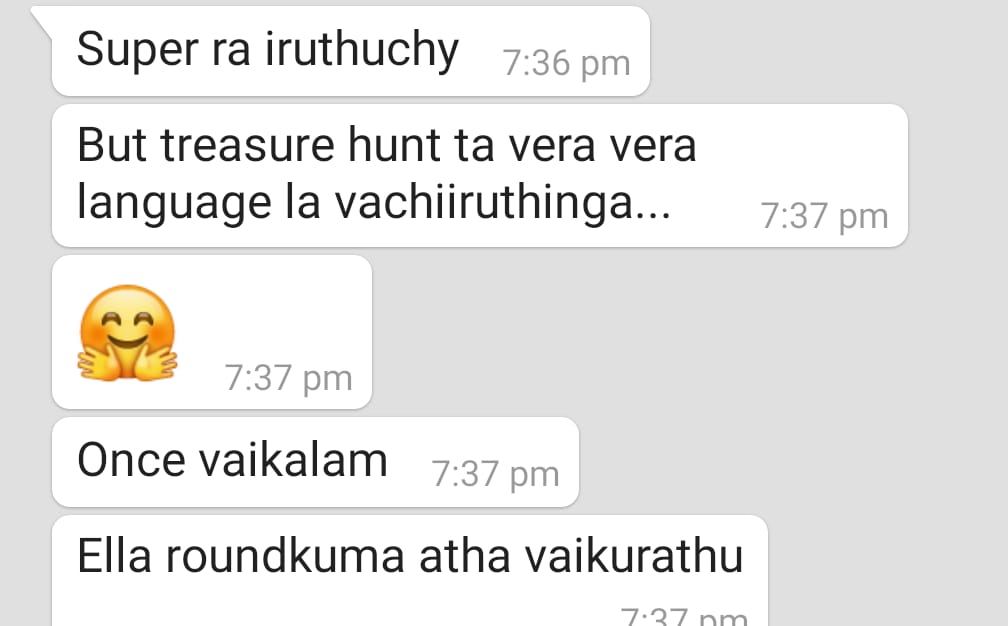 Super ra iruthuchy 7:36 pm
But treasure hunt ta vera vera
language la vachiiruthinga... 7:37 pm
🤗 7:37 pm
Once vaikalam 7:37 pm
Ella roundkuma atha vaikurathu
7:37 pm